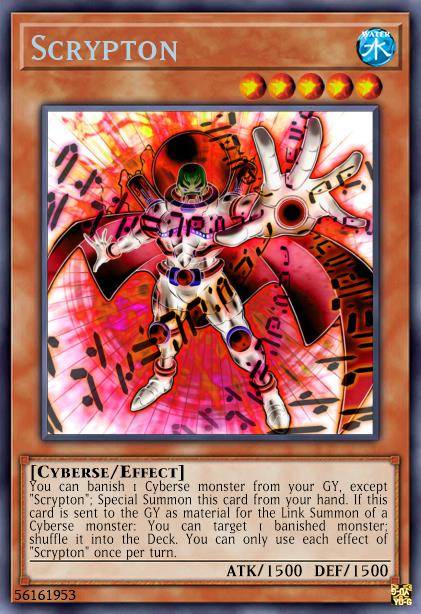 SCRYPTON
WATER
水
[CYBERSE/EFFECT]
You can banish 1 Cyberse monster from your GY, except
"Scrypton"; Special Summon this card from your hand. If this
card is sent to the GY as material for the Link Summon of a
Cyberse monster: You can target 1 banished monster;
shuffle it into the Deck. You can only use each effect of
"Scrypton" once per turn.
ATK/1500 DEF/1500
56161953